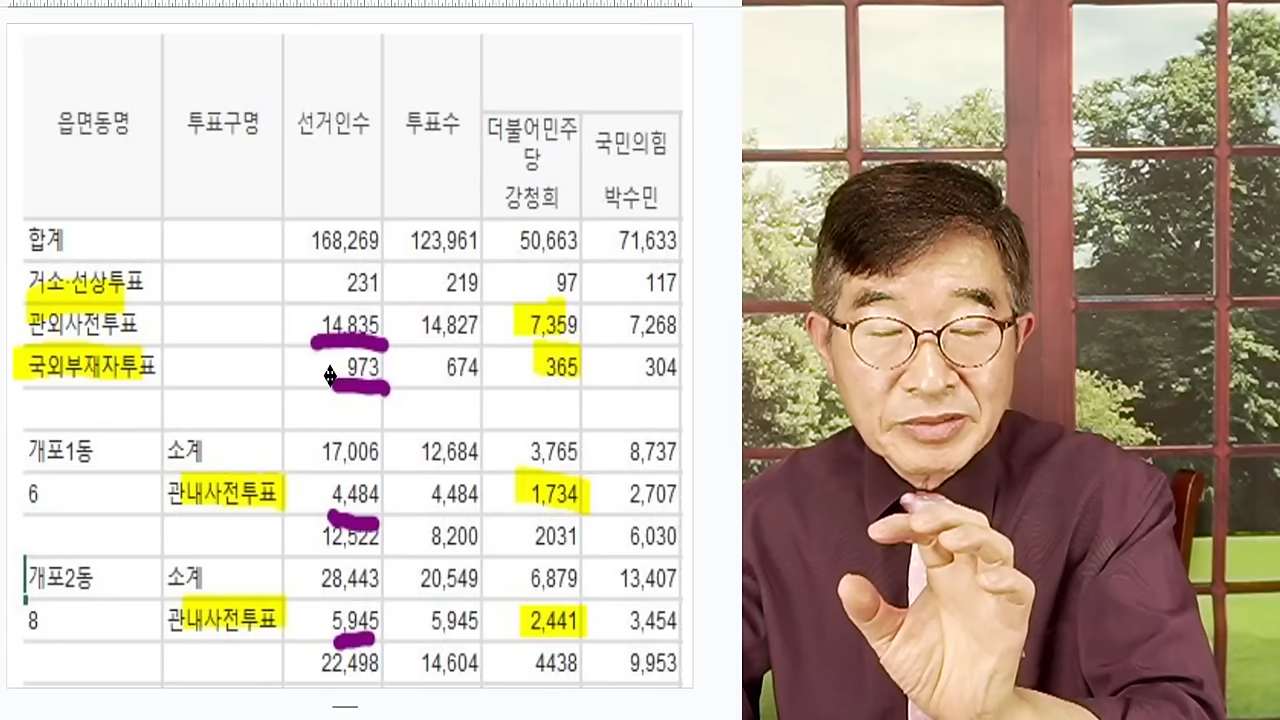 읍면동명 투표구명 선거인수 투표수 더불어민주 국민의힘
당
강청희 박수민
합계 168,269 123,961 50,663 71,633
거소·선상투표 231 219 97 117
관외사전투표 14,835 14,827 7,359 7,268
국외부재자투표 973 674 365 304
개포1동 소계 17,006 12,684 3,765 8,737
6 관내사전투표 4,484 4,484 1,734 2,707
12,522 8,200 2031 6,030
개포2동 소계 28,443 20,549 6,879 13,407
8 관내사전투표 5,945 5,945 2,441 3,454
22,498 14,604 4438 9,953